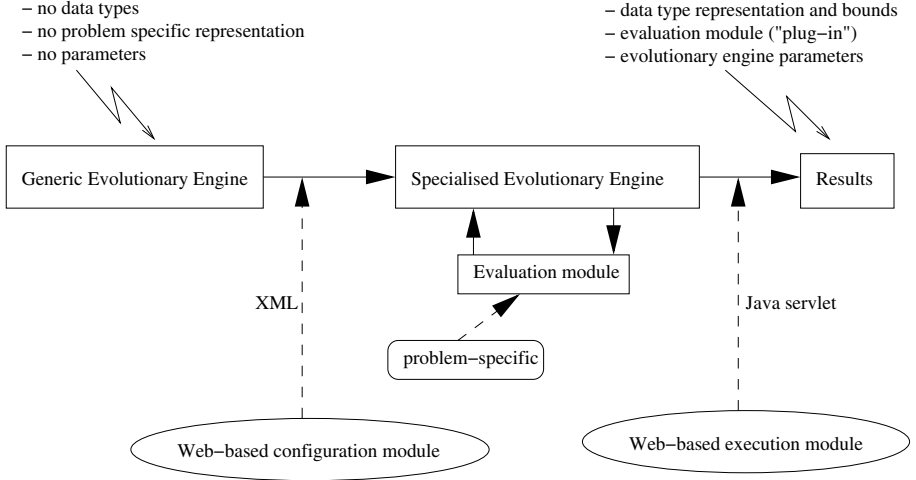 – no data types
– no problem specific representation
– no parameters
– data type representation and bounds
– evaluation module ("plug–in")
– evolutionary engine parameters
Generic Evolutionary Engine
Specialised Evolutionary Engine
Results
Evaluation module
XML
Java servlet
problem–specific
Web–based configuration module
Web–based execution module